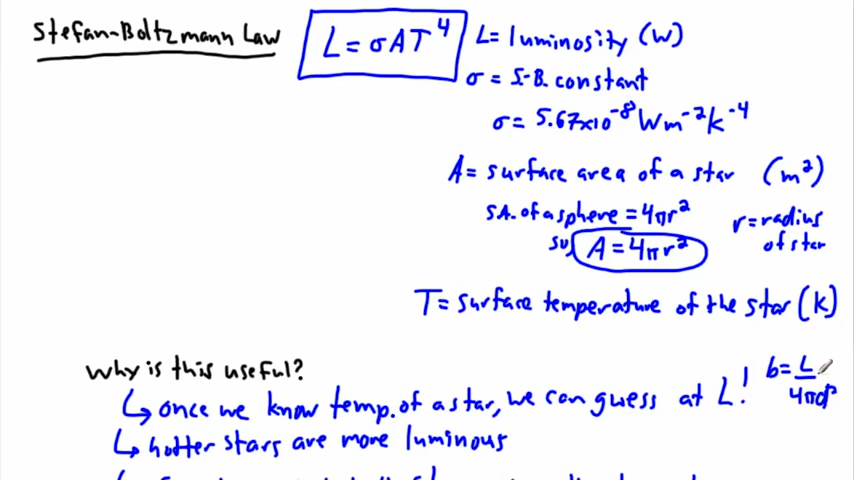 Stefan-Boltzmann Law
L = σAT⁴
L = luminosity (W)
σ = S.-B. constant
σ = 5.67x10⁻⁸ Wm⁻²K⁻⁴
A = surface area of a star (m²)
S.A. of a sphere = 4πr²
r = radius of star
so, A = 4πr²
T = surface temperature of the star (K)
Why is this useful?
b = L / 4πd²
↳ once we know temp. of a star, we can guess at L!
↳ hotter stars are more luminous